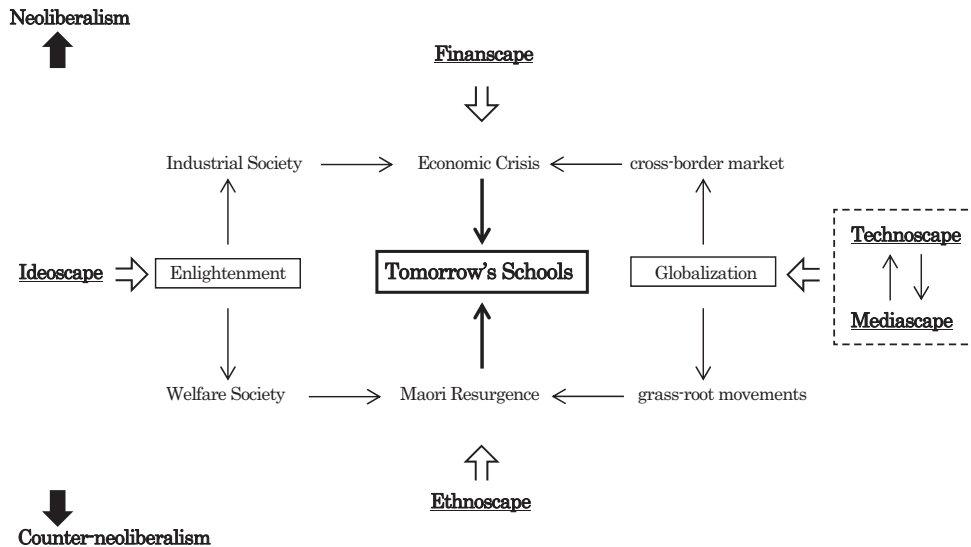 Neoliberalism
Finanscape
Industrial Society
Economic Crisis
cross-border market
Technoscape
Ideoscape
Enlightenment
Tomorrow's Schools
Globalization
Mediascape
Welfare Society
Maori Resurgence
grass-root movements
Ethnoscape
Counter-neoliberalism